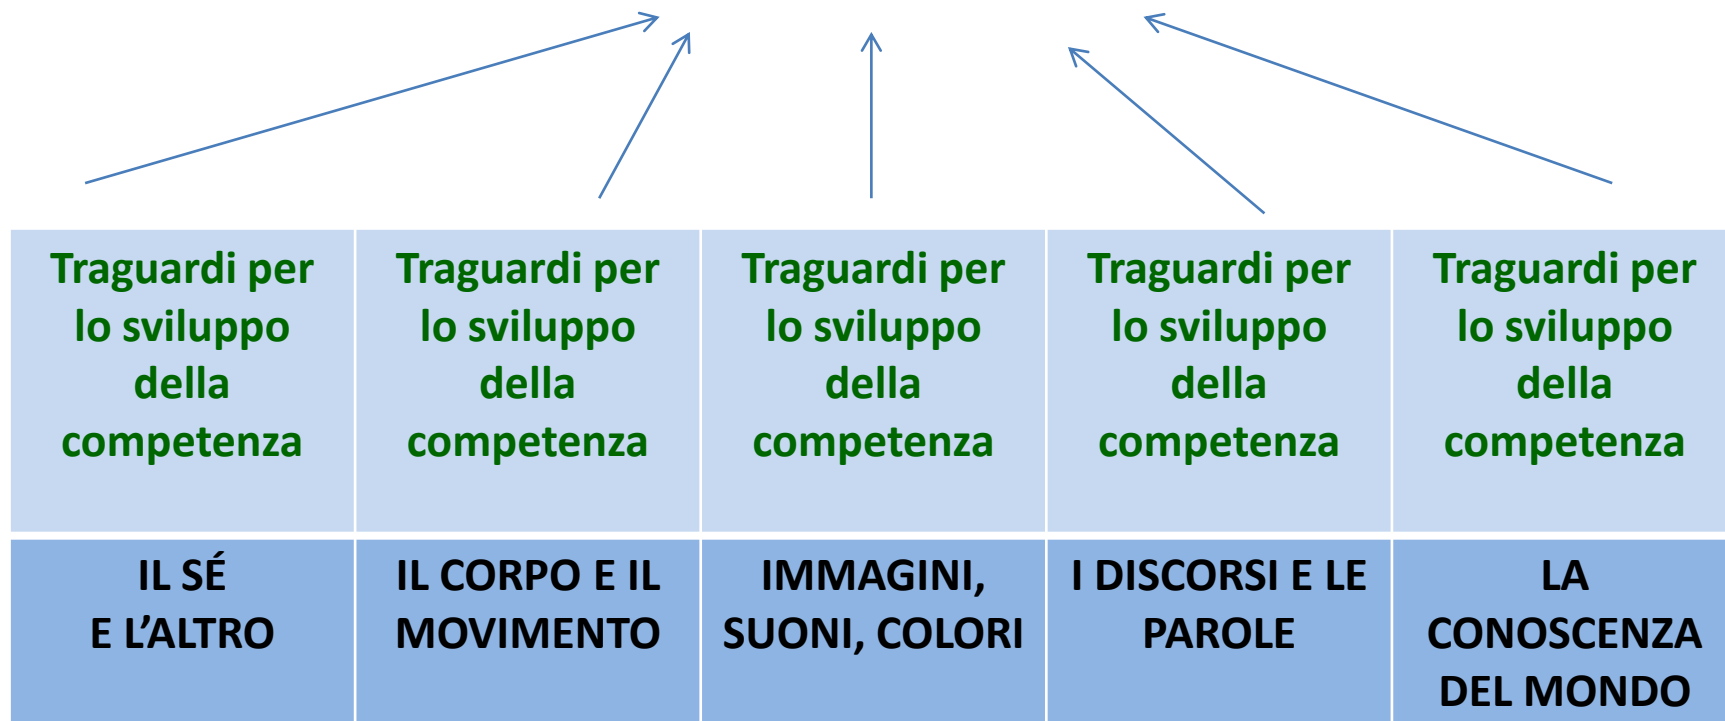 Traguardi per
lo sviluppo
della
competenza
Traguardi per
lo sviluppo
della
competenza
Traguardi per
lo sviluppo
della
competenza
Traguardi per
lo sviluppo
della
competenza
Traguardi per
lo sviluppo
della
competenza
IL SÉ
E L’ALTRO
IL CORPO E IL
MOVIMENTO
IMMAGINI,
SUONI, COLORI
I DISCORSI E LE
PAROLE
LA
CONOSCENZA
DEL MONDO